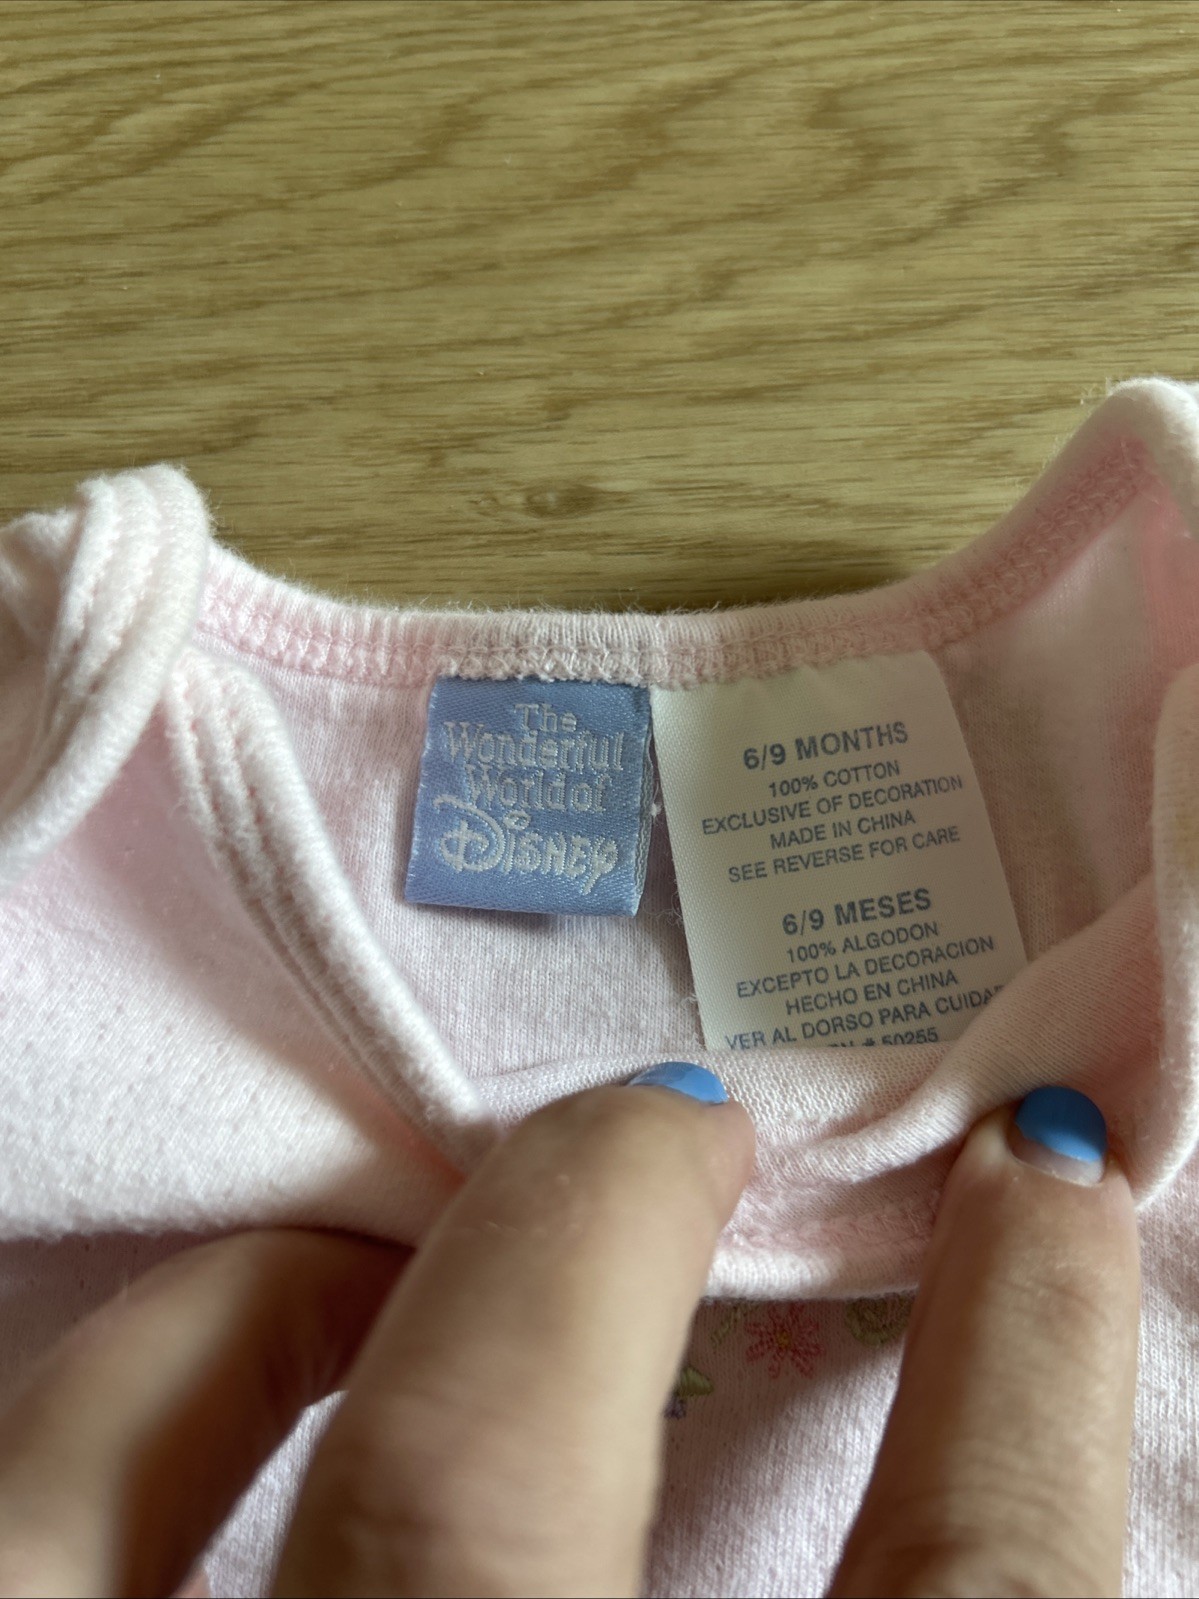 The
Wonderful
World of
Disney
6/9 MONTHS
100% COTTON
EXCLUSIVE OF DECORATION
MADE IN CHINA
SEE REVERSE FOR CARE
6/9 MESES
100% ALGODON
EXCEPTO LA DECORACION
HECHO EN CHINA
VER AL DORSO PARA
# 50255